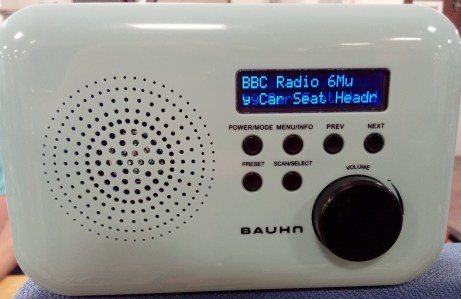 BBC Radio 6Mu
y Car Seat Headr
POWER/MODE MENU/INFO PREV NEXT
PRESET SCAN/SELECT
VOLUME
BAUHN